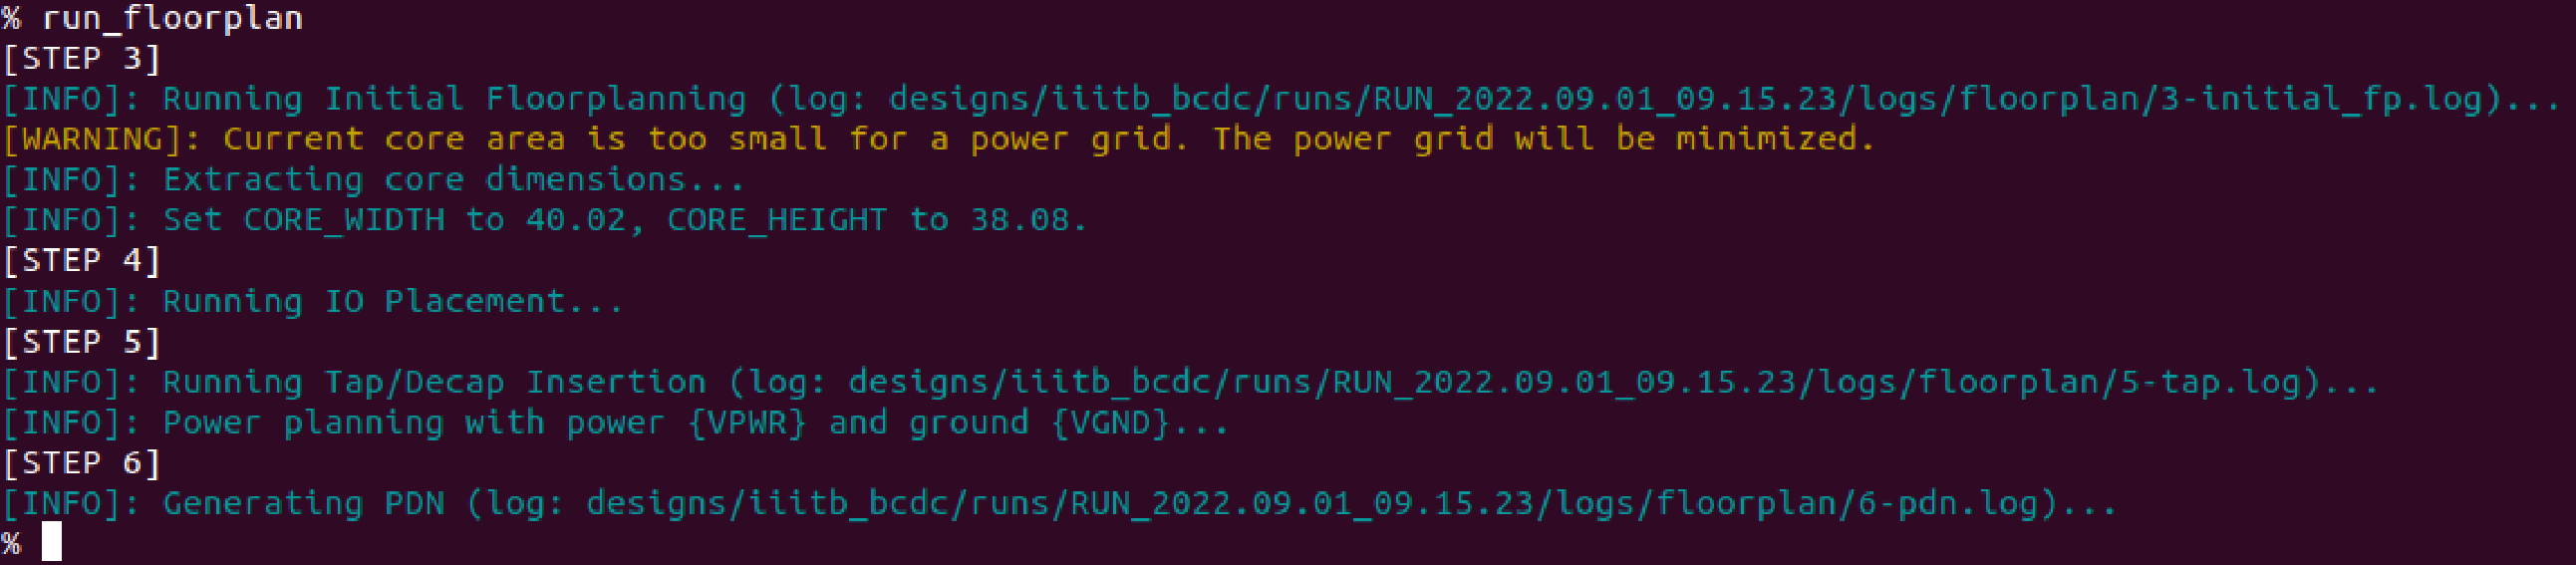 % run_floorplan
[STEP 3]
[INFO]: Running Initial Floorplanning (log: designs/iiitb_bcdc/runs/RUN_2022.09.01_09.15.23/logs/floorplan/3-initial_fp.log)...
[WARNING]: Current core area is too small for a power grid. The power grid will be minimized.
[INFO]: Extracting core dimensions...
[INFO]: Set CORE_WIDTH to 40.02, CORE_HEIGHT to 38.08.
[STEP 4]
[INFO]: Running IO Placement...
[STEP 5]
[INFO]: Running Tap/Decap Insertion (log: designs/iiitb_bcdc/runs/RUN_2022.09.01_09.15.23/logs/floorplan/5-tap.log)...
[INFO]: Power planning with power {VPWR} and ground {VGND}...
[STEP 6]
[INFO]: Generating PDN (log: designs/iiitb_bcdc/runs/RUN_2022.09.01_09.15.23/logs/floorplan/6-pdn.log)...
%